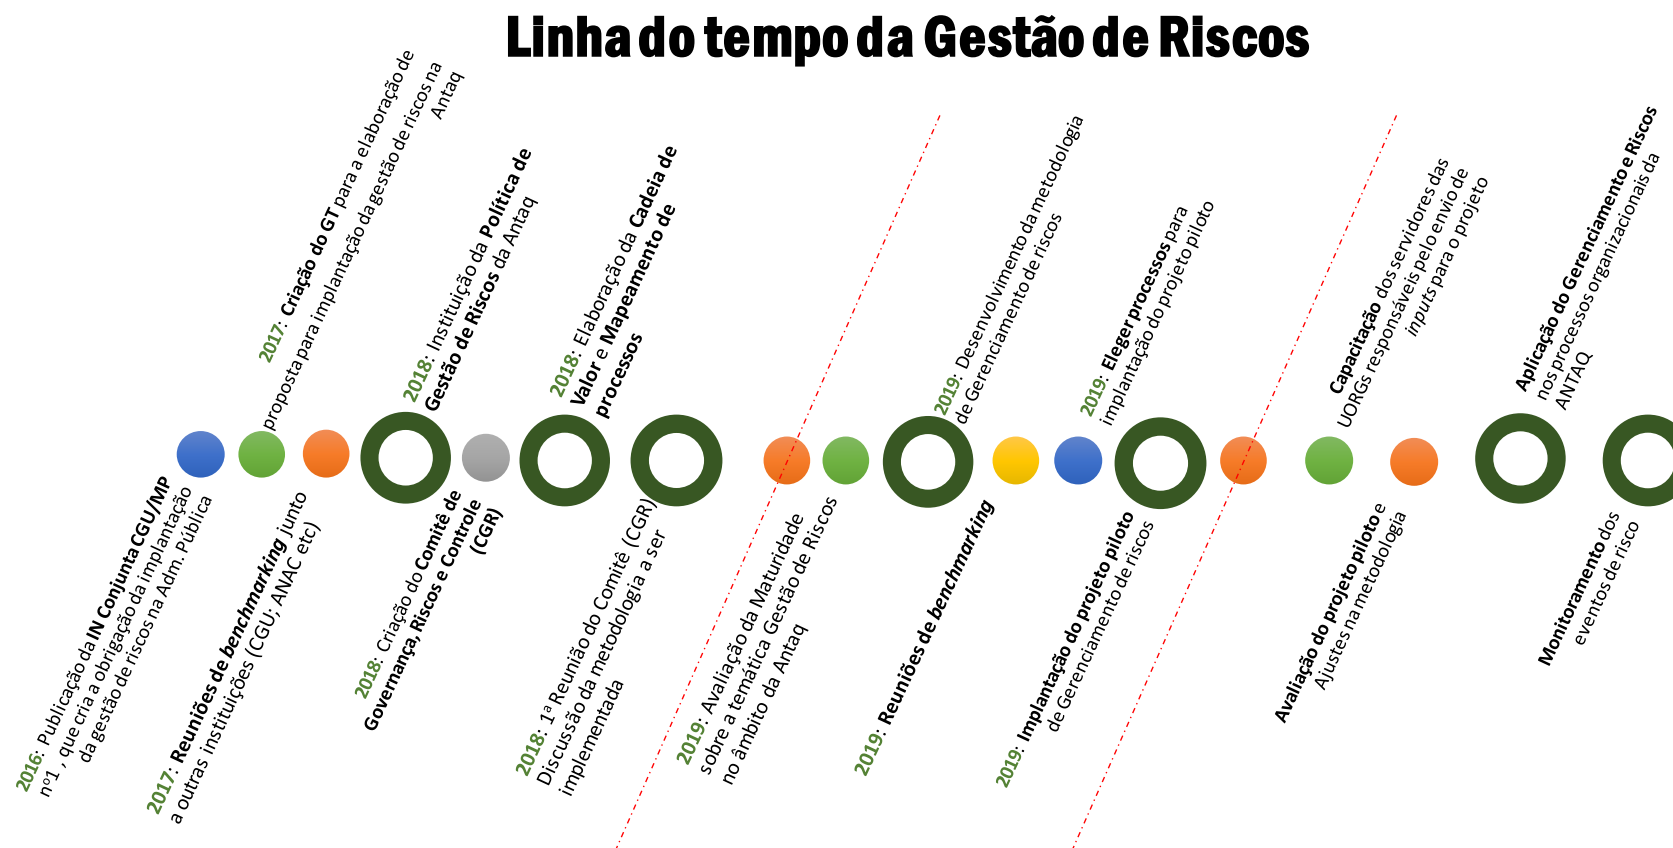 Linha do tempo da Gestão de Riscos
2016: Publicação da IN Conjunta CGU/MP
nº1 , que cria a obrigação da implantação
da gestão de riscos na Adm. Pública
2017: Criação do GT para a elaboração de
proposta para implantação da gestão de riscos na
Antaq
2017: Reuniões de benchmarking junto
a outras instituições (CGU; ANAC etc)
2018: Instituição da Política de
Gestão de Riscos da Antaq
2018: Criação do Comitê de
Governança, Riscos e Controle
(CGR)
2018: Elaboração da Cadeia de
Valor e Mapeamento de
processos
2018: 1ª Reunião do Comitê (CGR)
Discussão da metodologia a ser
implementada
2019: Avaliação da Maturidade
sobre a temática Gestão de Riscos
no âmbito da Antaq
2019: Desenvolvimento da metodologia
de Gerenciamento de riscos
2019: Reuniões de benchmarking
2019: Eleger processos para
implantação do projeto piloto
2019: Implantação do projeto piloto
de Gerenciamento de riscos
Capacitação dos servidores das
UORGs responsáveis pelo envio de
inputs para o projeto
Avaliação do projeto piloto e
Ajustes na metodologia
Aplicação do Gerenciamento e Riscos
nos processos organizacionais da
ANTAQ
Monitoramento dos
eventos de risco